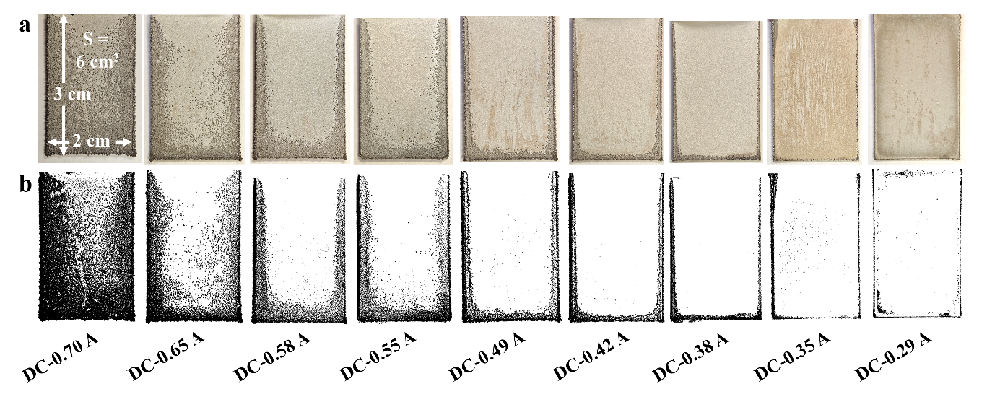 a
S =
6 cm²
3 cm
2 cm
b
DC-0.70 A
DC-0.65 A
DC-0.58 A
DC-0.55 A
DC-0.49 A
DC-0.42 A
DC-0.38 A
DC-0.35 A
DC-0.29 A